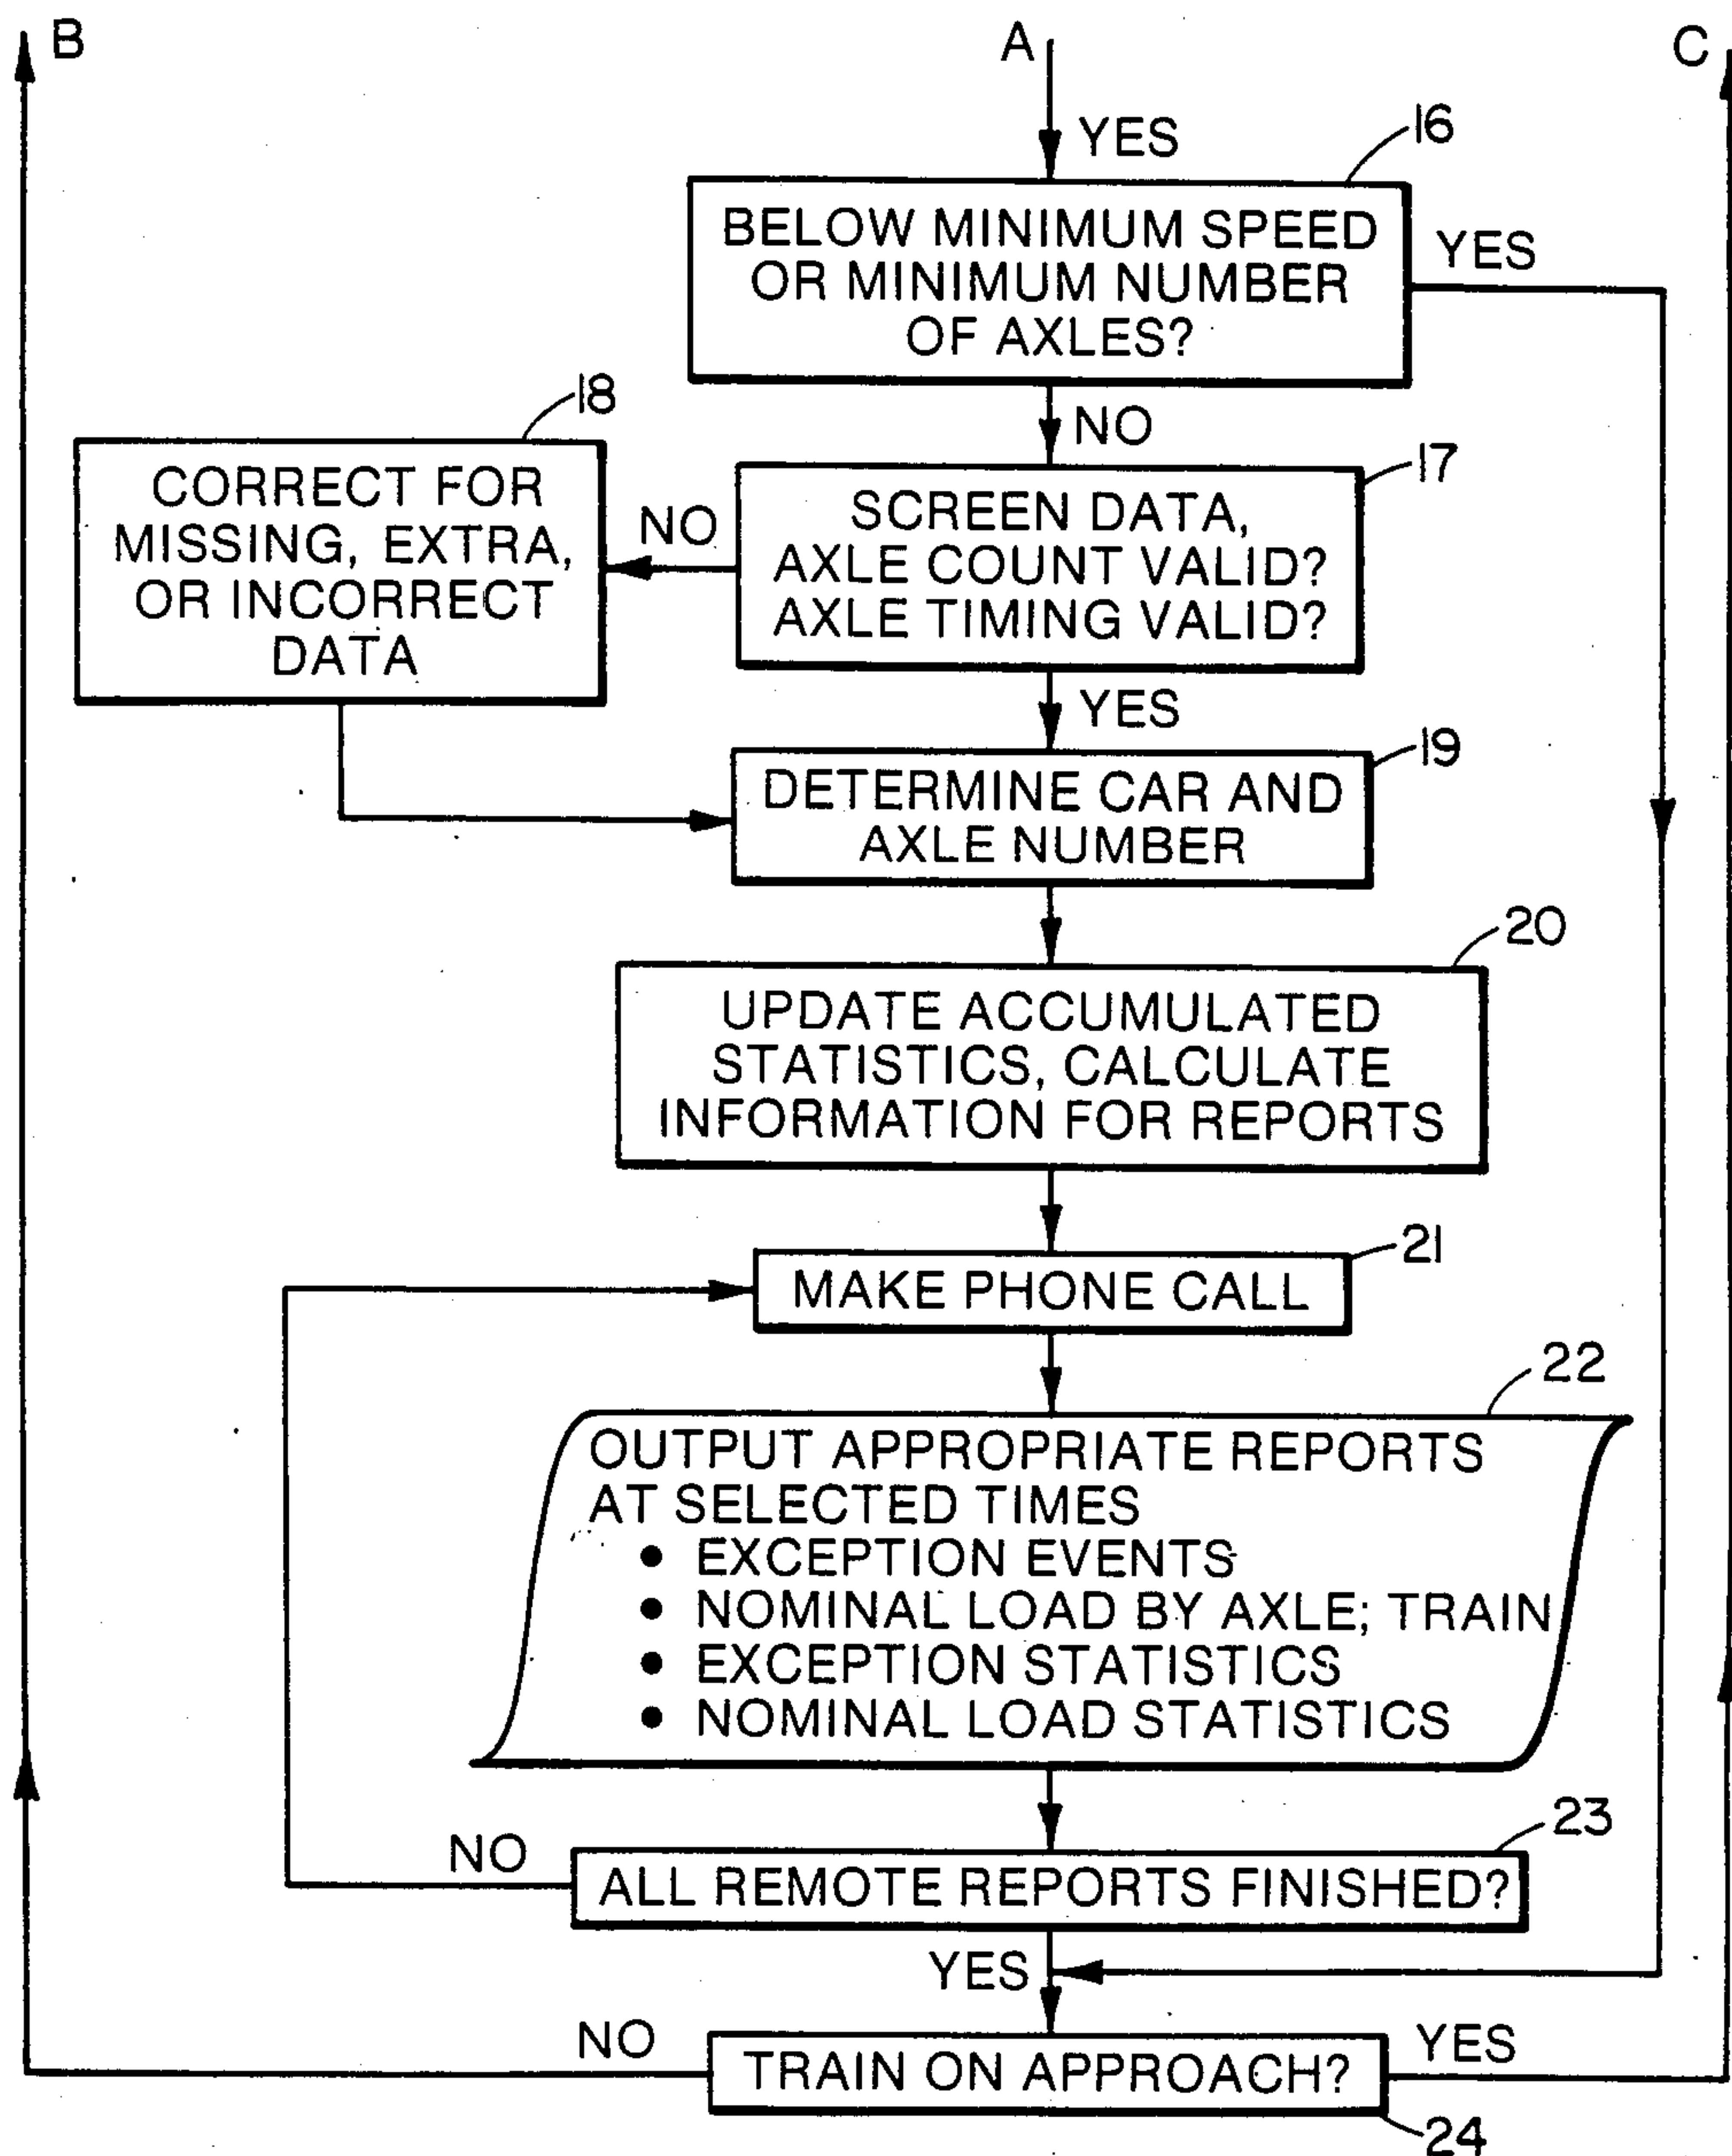 B
A
C
YES
16
BELOW MINIMUM SPEED
OR MINIMUM NUMBER
OF AXLES?
YES
NO
18
CORRECT FOR
MISSING, EXTRA,
OR INCORRECT
DATA
NO
17
SCREEN DATA,
AXLE COUNT VALID?
AXLE TIMING VALID?
YES
19
DETERMINE CAR AND
AXLE NUMBER
20
UPDATE ACCUMULATED
STATISTICS, CALCULATE
INFORMATION FOR REPORTS
21
MAKE PHONE CALL
22
OUTPUT APPROPRIATE REPORTS
AT SELECTED TIMES
• EXCEPTION EVENTS
• NOMINAL LOAD BY AXLE; TRAIN
• EXCEPTION STATISTICS
• NOMINAL LOAD STATISTICS
23
NO
ALL REMOTE REPORTS FINISHED?
YES
NO
TRAIN ON APPROACH?
YES
24